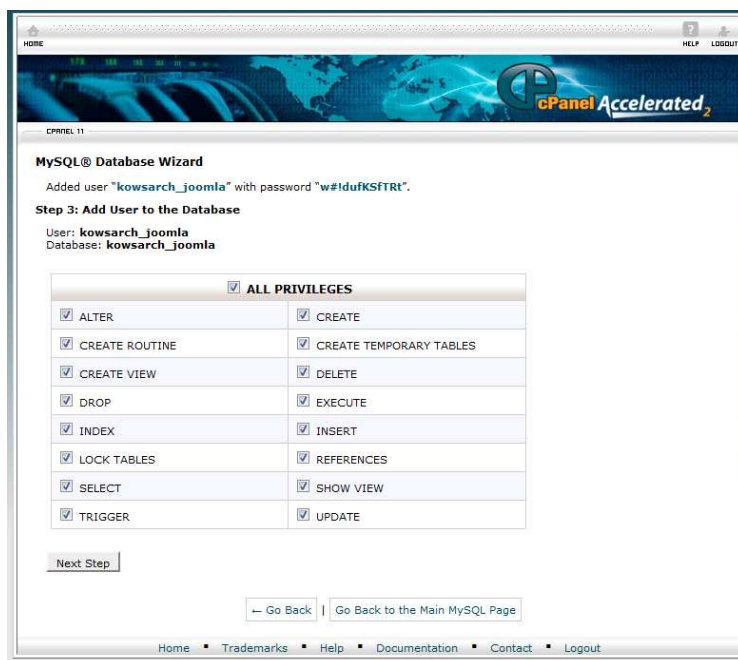 HOME
HELP LOGOUT
cPanel Accelerated2
CPANEL 11
MySQL® Database Wizard
Added user "kowsarch_joomla" with password "w#!dufKSfTRt".
Step 3: Add User to the Database
User: kowsarch_joomla
Database: kowsarch_joomla
ALL PRIVILEGES
ALTER CREATE
CREATE ROUTINE CREATE TEMPORARY TABLES
CREATE VIEW DELETE
DROP EXECUTE
INDEX INSERT
LOCK TABLES REFERENCES
SELECT SHOW VIEW
TRIGGER UPDATE
Next Step
← Go Back | Go Back to the Main MySQL Page
Home ▪ Trademarks ▪ Help ▪ Documentation ▪ Contact ▪ Logout